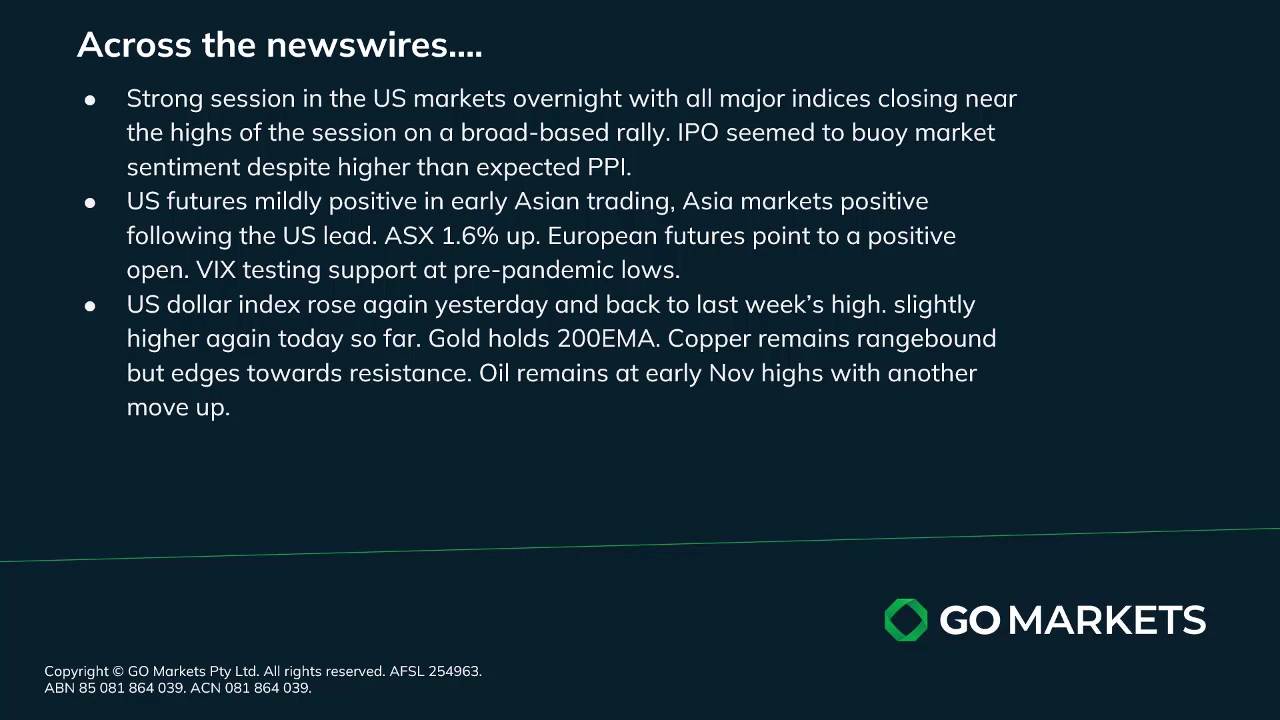 Across the newswires....
● Strong session in the US markets overnight with all major indices closing near
the highs of the session on a broad-based rally. IPO seemed to buoy market
sentiment despite higher than expected PPI.
● US futures mildly positive in early Asian trading, Asia markets positive
following the US lead. ASX 1.6% up. European futures point to a positive
open. VIX testing support at pre-pandemic lows.
● US dollar index rose again yesterday and back to last week’s high. slightly
higher again today so far. Gold holds 200EMA. Copper remains rangebound
but edges towards resistance. Oil remains at early Nov highs with another
move up.
GO MARKETS
Copyright © GO Markets Pty Ltd. All rights reserved. AFSL 254963.
ABN 85 081 864 039. ACN 081 864 039.